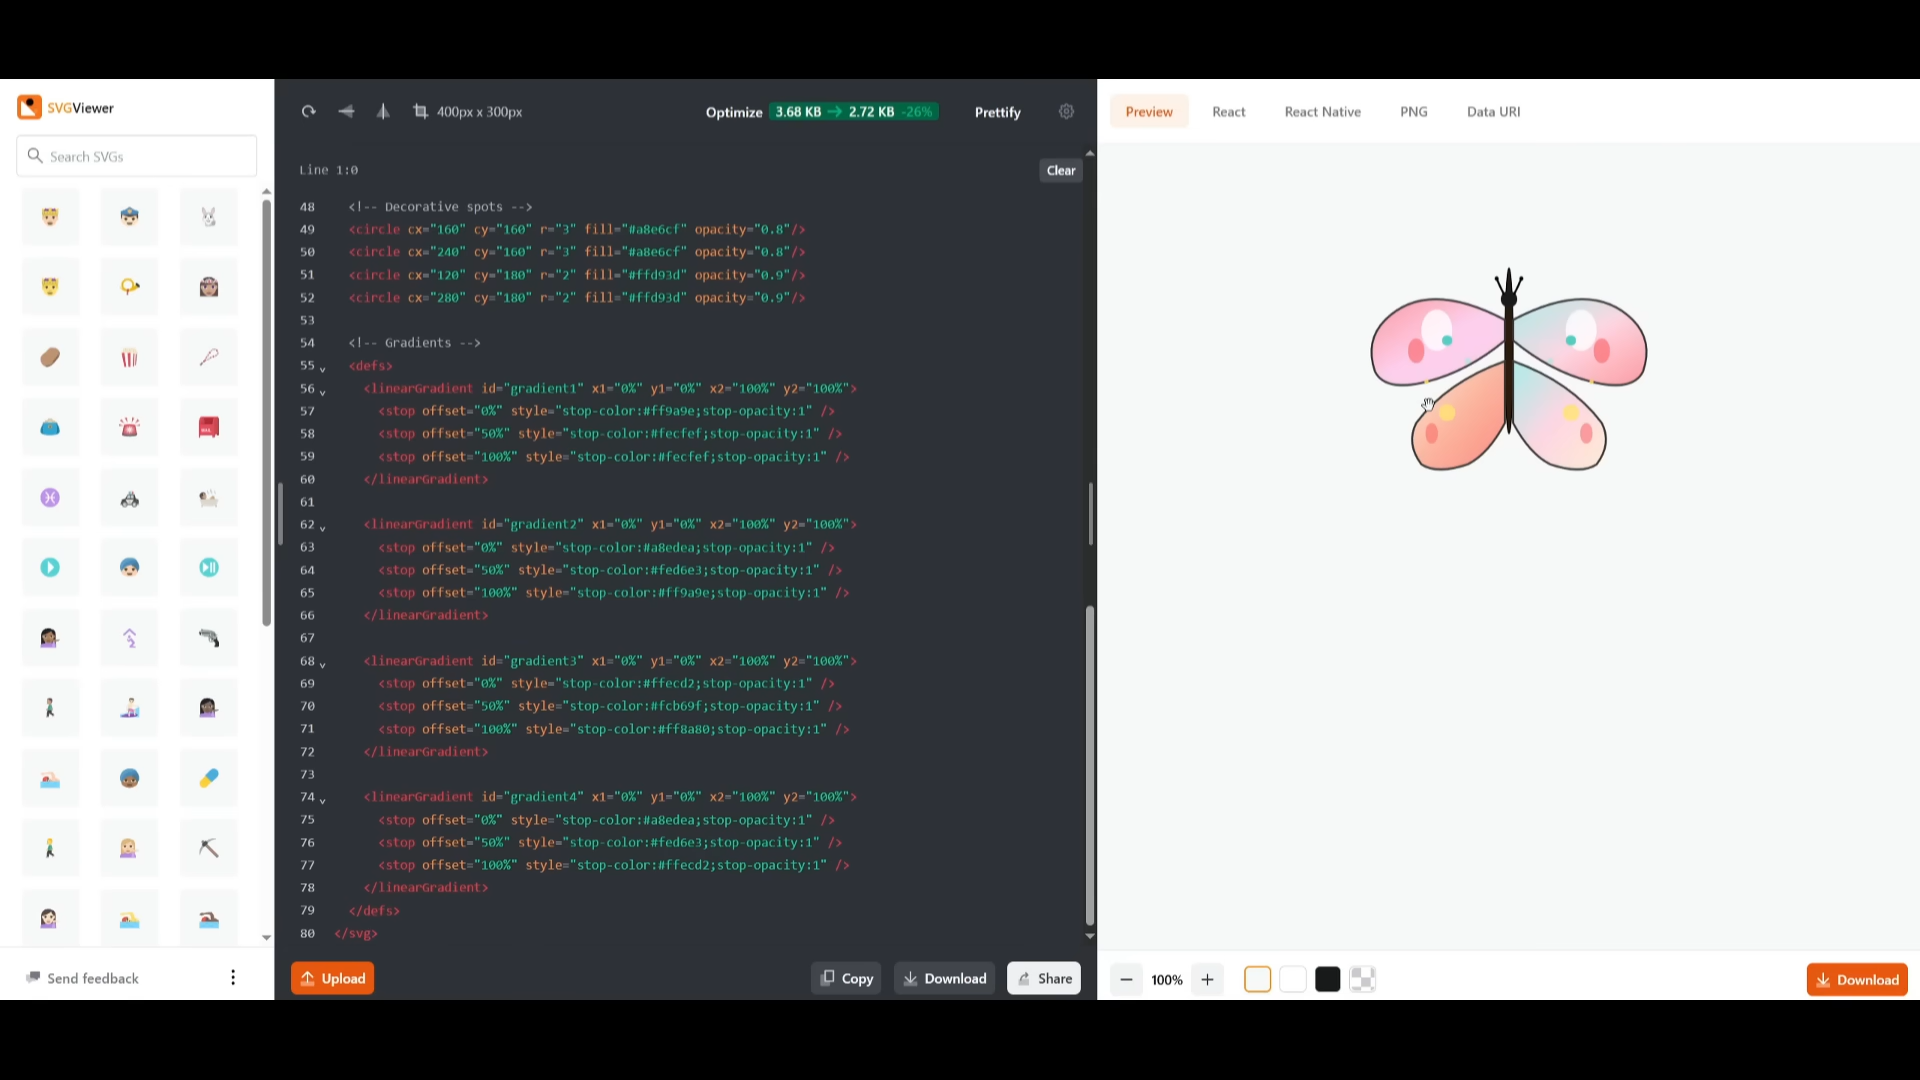 SVGViewer
Search SVGs
Send feedback
400px x 300px
Optimize 3.68 KB → 2.72 KB -26%
Prettify
Line 1:0
Clear
48 <!-- Decorative spots -->
49 <circle cx="160" cy="160" r="3" fill="#a8e6cf" opacity="0.8"/>
50 <circle cx="240" cy="160" r="3" fill="#a8e6cf" opacity="0.8"/>
51 <circle cx="120" cy="180" r="2" fill="#ffd93d" opacity="0.9"/>
52 <circle cx="280" cy="180" r="2" fill="#ffd93d" opacity="0.9"/>
53
54 <!-- Gradients -->
55 <defs>
56 <linearGradient id="gradient1" x1="0%" y1="0%" x2="100%" y2="100%">
57 <stop offset="0%" style="stop-color:#ff9a9e;stop-opacity:1" />
58 <stop offset="50%" style="stop-color:#fecfef;stop-opacity:1" />
59 <stop offset="100%" style="stop-color:#fecfef;stop-opacity:1" />
60 </linearGradient>
61
62 <linearGradient id="gradient2" x1="0%" y1="0%" x2="100%" y2="100%">
63 <stop offset="0%" style="stop-color:#a8edea;stop-opacity:1" />
64 <stop offset="50%" style="stop-color:#fed6e3;stop-opacity:1" />
65 <stop offset="100%" style="stop-color:#ff9a9e;stop-opacity:1" />
66 </linearGradient>
67
68 <linearGradient id="gradient3" x1="0%" y1="0%" x2="100%" y2="100%">
69 <stop offset="0%" style="stop-color:#ffecd2;stop-opacity:1" />
70 <stop offset="50%" style="stop-color:#fcb69f;stop-opacity:1" />
71 <stop offset="100%" style="stop-color:#ff8a80;stop-opacity:1" />
72 </linearGradient>
73
74 <linearGradient id="gradient4" x1="0%" y1="0%" x2="100%" y2="100%">
75 <stop offset="0%" style="stop-color:#a8edea;stop-opacity:1" />
76 <stop offset="50%" style="stop-color:#fed6e3;stop-opacity:1" />
77 <stop offset="100%" style="stop-color:#ffecd2;stop-opacity:1" />
78 </linearGradient>
79 </defs>
80 </svg>
Upload
Copy
Download
Share
Preview
React
React Native
PNG
Data URI
100%
Download